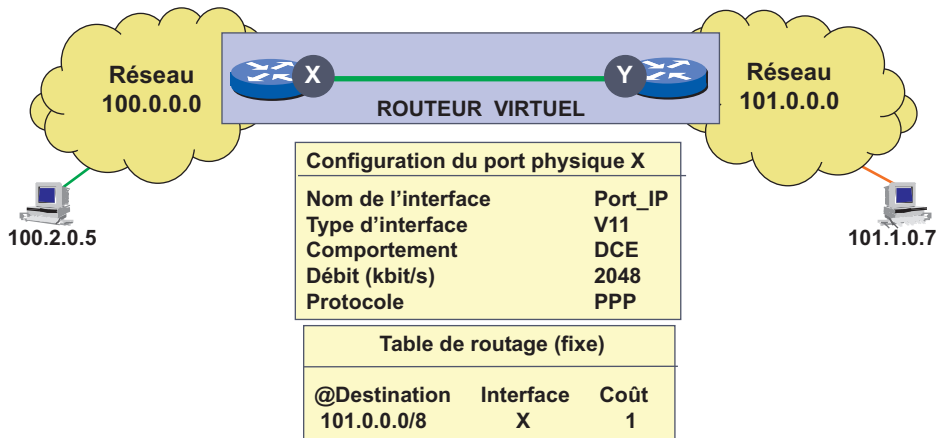 Réseau
100.0.0.0
X
Y
ROUTEUR VIRTUEL
Réseau
101.0.0.0
100.2.0.5
101.1.0.7
Configuration du port physique X
Nom de l’interface Port_IP
Type d’interface V11
Comportement DCE
Débit (kbit/s) 2048
Protocole PPP
Table de routage (fixe)
@Destination Interface Coût
101.0.0.0/8 X 1